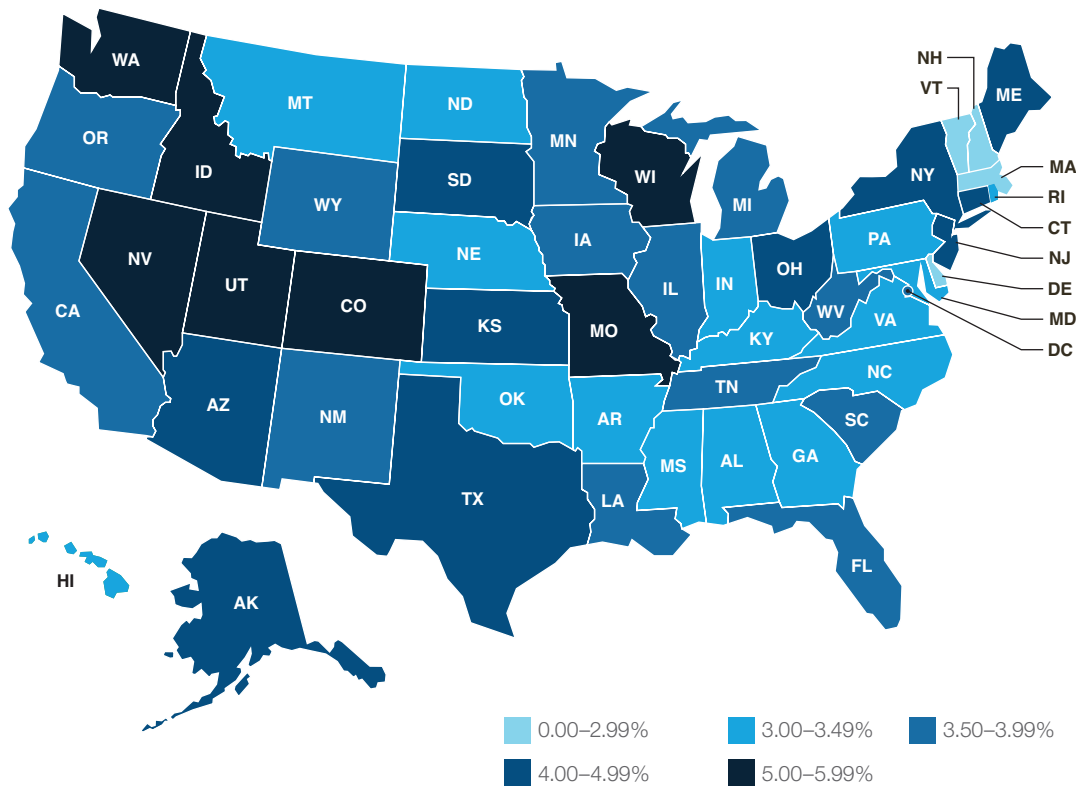 WA
NH
VT
ME
MT
ND
OR
MN
ID
WI
SD
NY
MA
RI
WY
MI
CT
PA
IA
NE
NJ
NV
OH
UT
IN
IL
DE
CO
WV
CA
MD
VA
KS
MO
KY
DC
NC
TN
AZ
OK
NM
AR
SC
MS
AL
GA
TX
LA
FL
HI
AK
0.00–2.99%
3.00–3.49%
3.50–3.99%
4.00–4.99%
5.00–5.99%